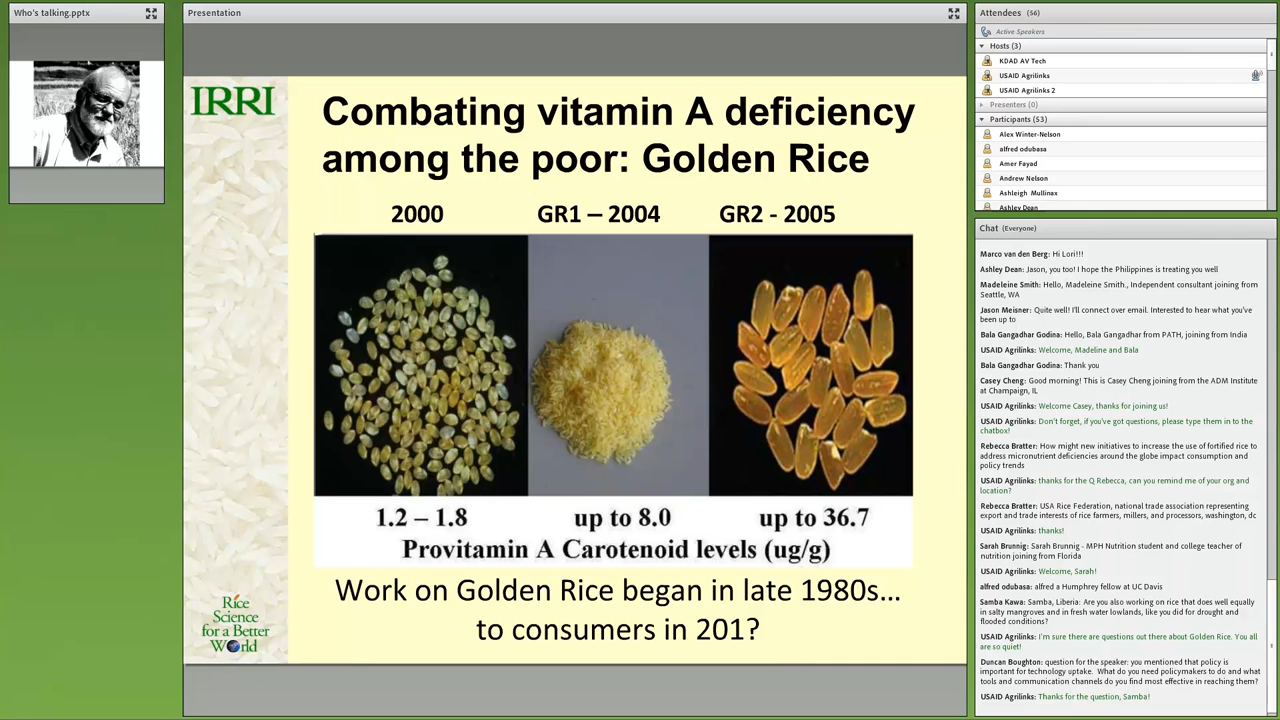 Who's talking.pptx
Presentation
IRRI
Combating vitamin A deficiency
among the poor: Golden Rice
2000 GR1 – 2004 GR2 - 2005
1.2 – 1.8 up to 8.0 up to 36.7
Provitamin A Carotenoid levels (ug/g)
Work on Golden Rice began in late 1980s...
to consumers in 201?
Rice
Science
for a Better
World
Attendees (56)
Active Speakers
Hosts (3)
KDAD AV Tech
USAID Agrilinks
USAID Agrilinks 2
Presenters (0)
Participants (53)
Alex Winter-Nelson
alfred odubasa
Amer Fayad
Andrew Nelson
Ashleigh Mullinax
Ashley Dean
Chat (Everyone)
Marco van den Berg: Hi Lori!!!
Ashley Dean: Jason, you too! I hope the Philippines is treating you well
Madeleine Smith: Hello, Madeleine Smith., Independent consultant joining from
Seattle, WA
Jason Meisner: Quite well! I'll connect over email. Interested to hear what you've
been up to
Bala Gangadhar Godina: Hello, Bala Gangadhar from PATH, joining from India
USAID Agrilinks: Welcome, Madeline and Bala
Bala Gangadhar Godina: Thank you
Casey Cheng: Good morning! This is Casey Cheng joining from the ADM Institute
at Champaign, IL
USAID Agrilinks: Welcome Casey, thanks for joining us!
USAID Agrilinks: Don't forget, if you've got questions, please type them in to the
chatbox!
Rebecca Bratter: How might new initiatives to increase the use of fortified rice to
address micronutrient deficiencies around the globe impact consumption and
policy trends
USAID Agrilinks: thanks for the Q Rebecca, can you remind me of your org and
location?
Rebecca Bratter: USA Rice Federation, national trade association representing
export and trade interests of rice farmers, millers, and processors, washington, dc
USAID Agrilinks: thanks!
Sarah Brunnig: Sarah Brunnig - MPH Nutrition student and college teacher of
nutrition joining from Florida
USAID Agrilinks: Welcome, Sarah!
alfred odubasa: alfred a Humphrey fellow at UC Davis
Samba Kawa: Samba, Liberia: Are you also working on rice that does well equally
in salty mangroves and in fresh water lowlands, like you did for drought and
flooded conditions?
USAID Agrilinks: I'm sure there are questions out there about Golden Rice. You all
are so quiet!
Duncan Boughton: question for the speaker: you mentioned that policy is
important for technology uptake. What do you need policymakers to do and what
tools and communication channels do you find most effective in reaching them?
USAID Agrilinks: Thanks for the question, Samba!